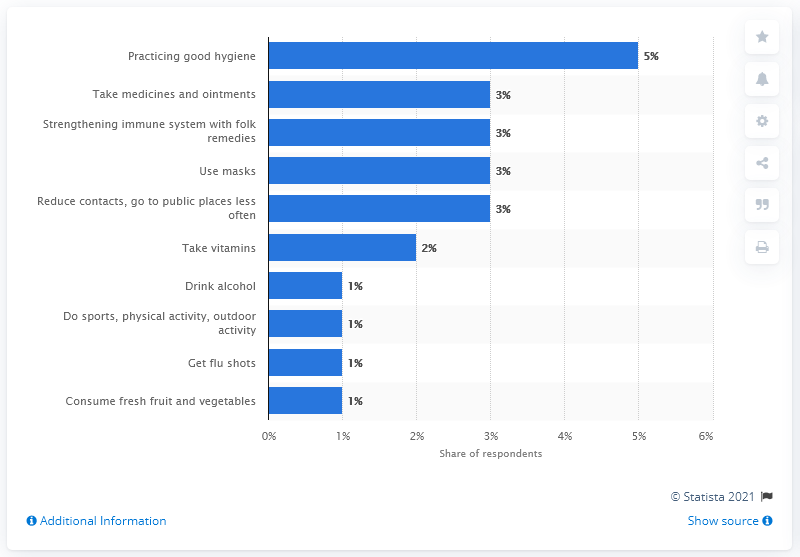 Practicing good hygiene 5%
Take medicines and ointments 3%
Strengthening immune system with folk
remedies 3%
Use masks 3%
Reduce contacts, go to public places less
often 3%
Take vitamins 2%
Drink alcohol 1%
Do sports, physical activity, outdoor
activity 1%
Get flu shots 1%
Consume fresh fruit and vegetables 1%
0% 1% 2% 3% 4% 5% 6%
Share of respondents
© Statista 2021
Additional Information Show source